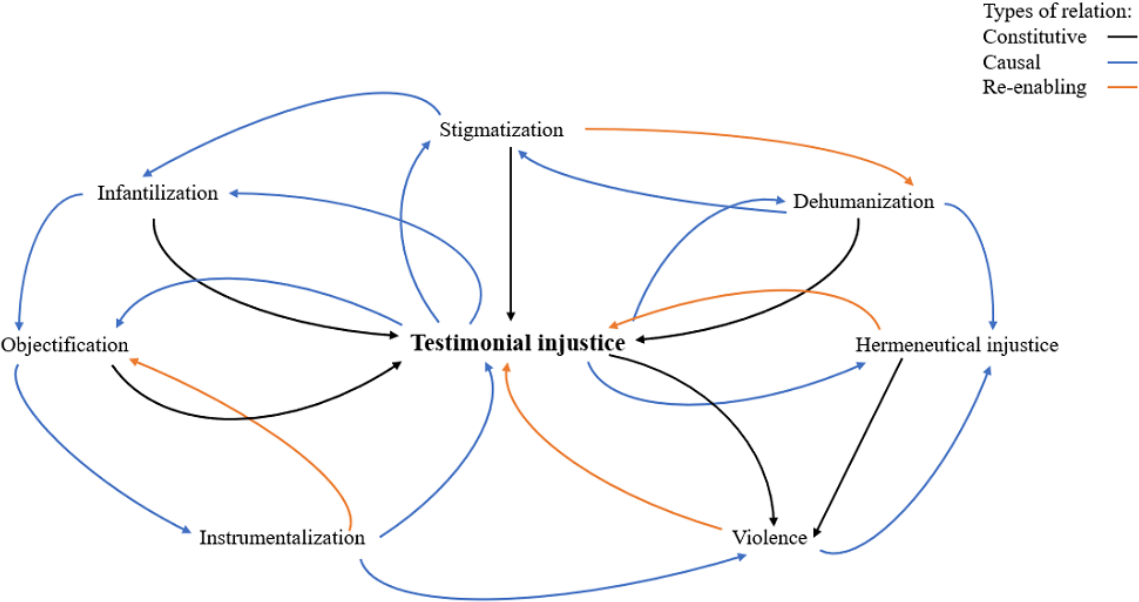 Types of relation:
Constitutive
Causal
Re-enabling
Stigmatization
Infantilization
Dehumanization
Objectification
Testimonial injustice
Hermeneutical injustice
Instrumentalization
Violence